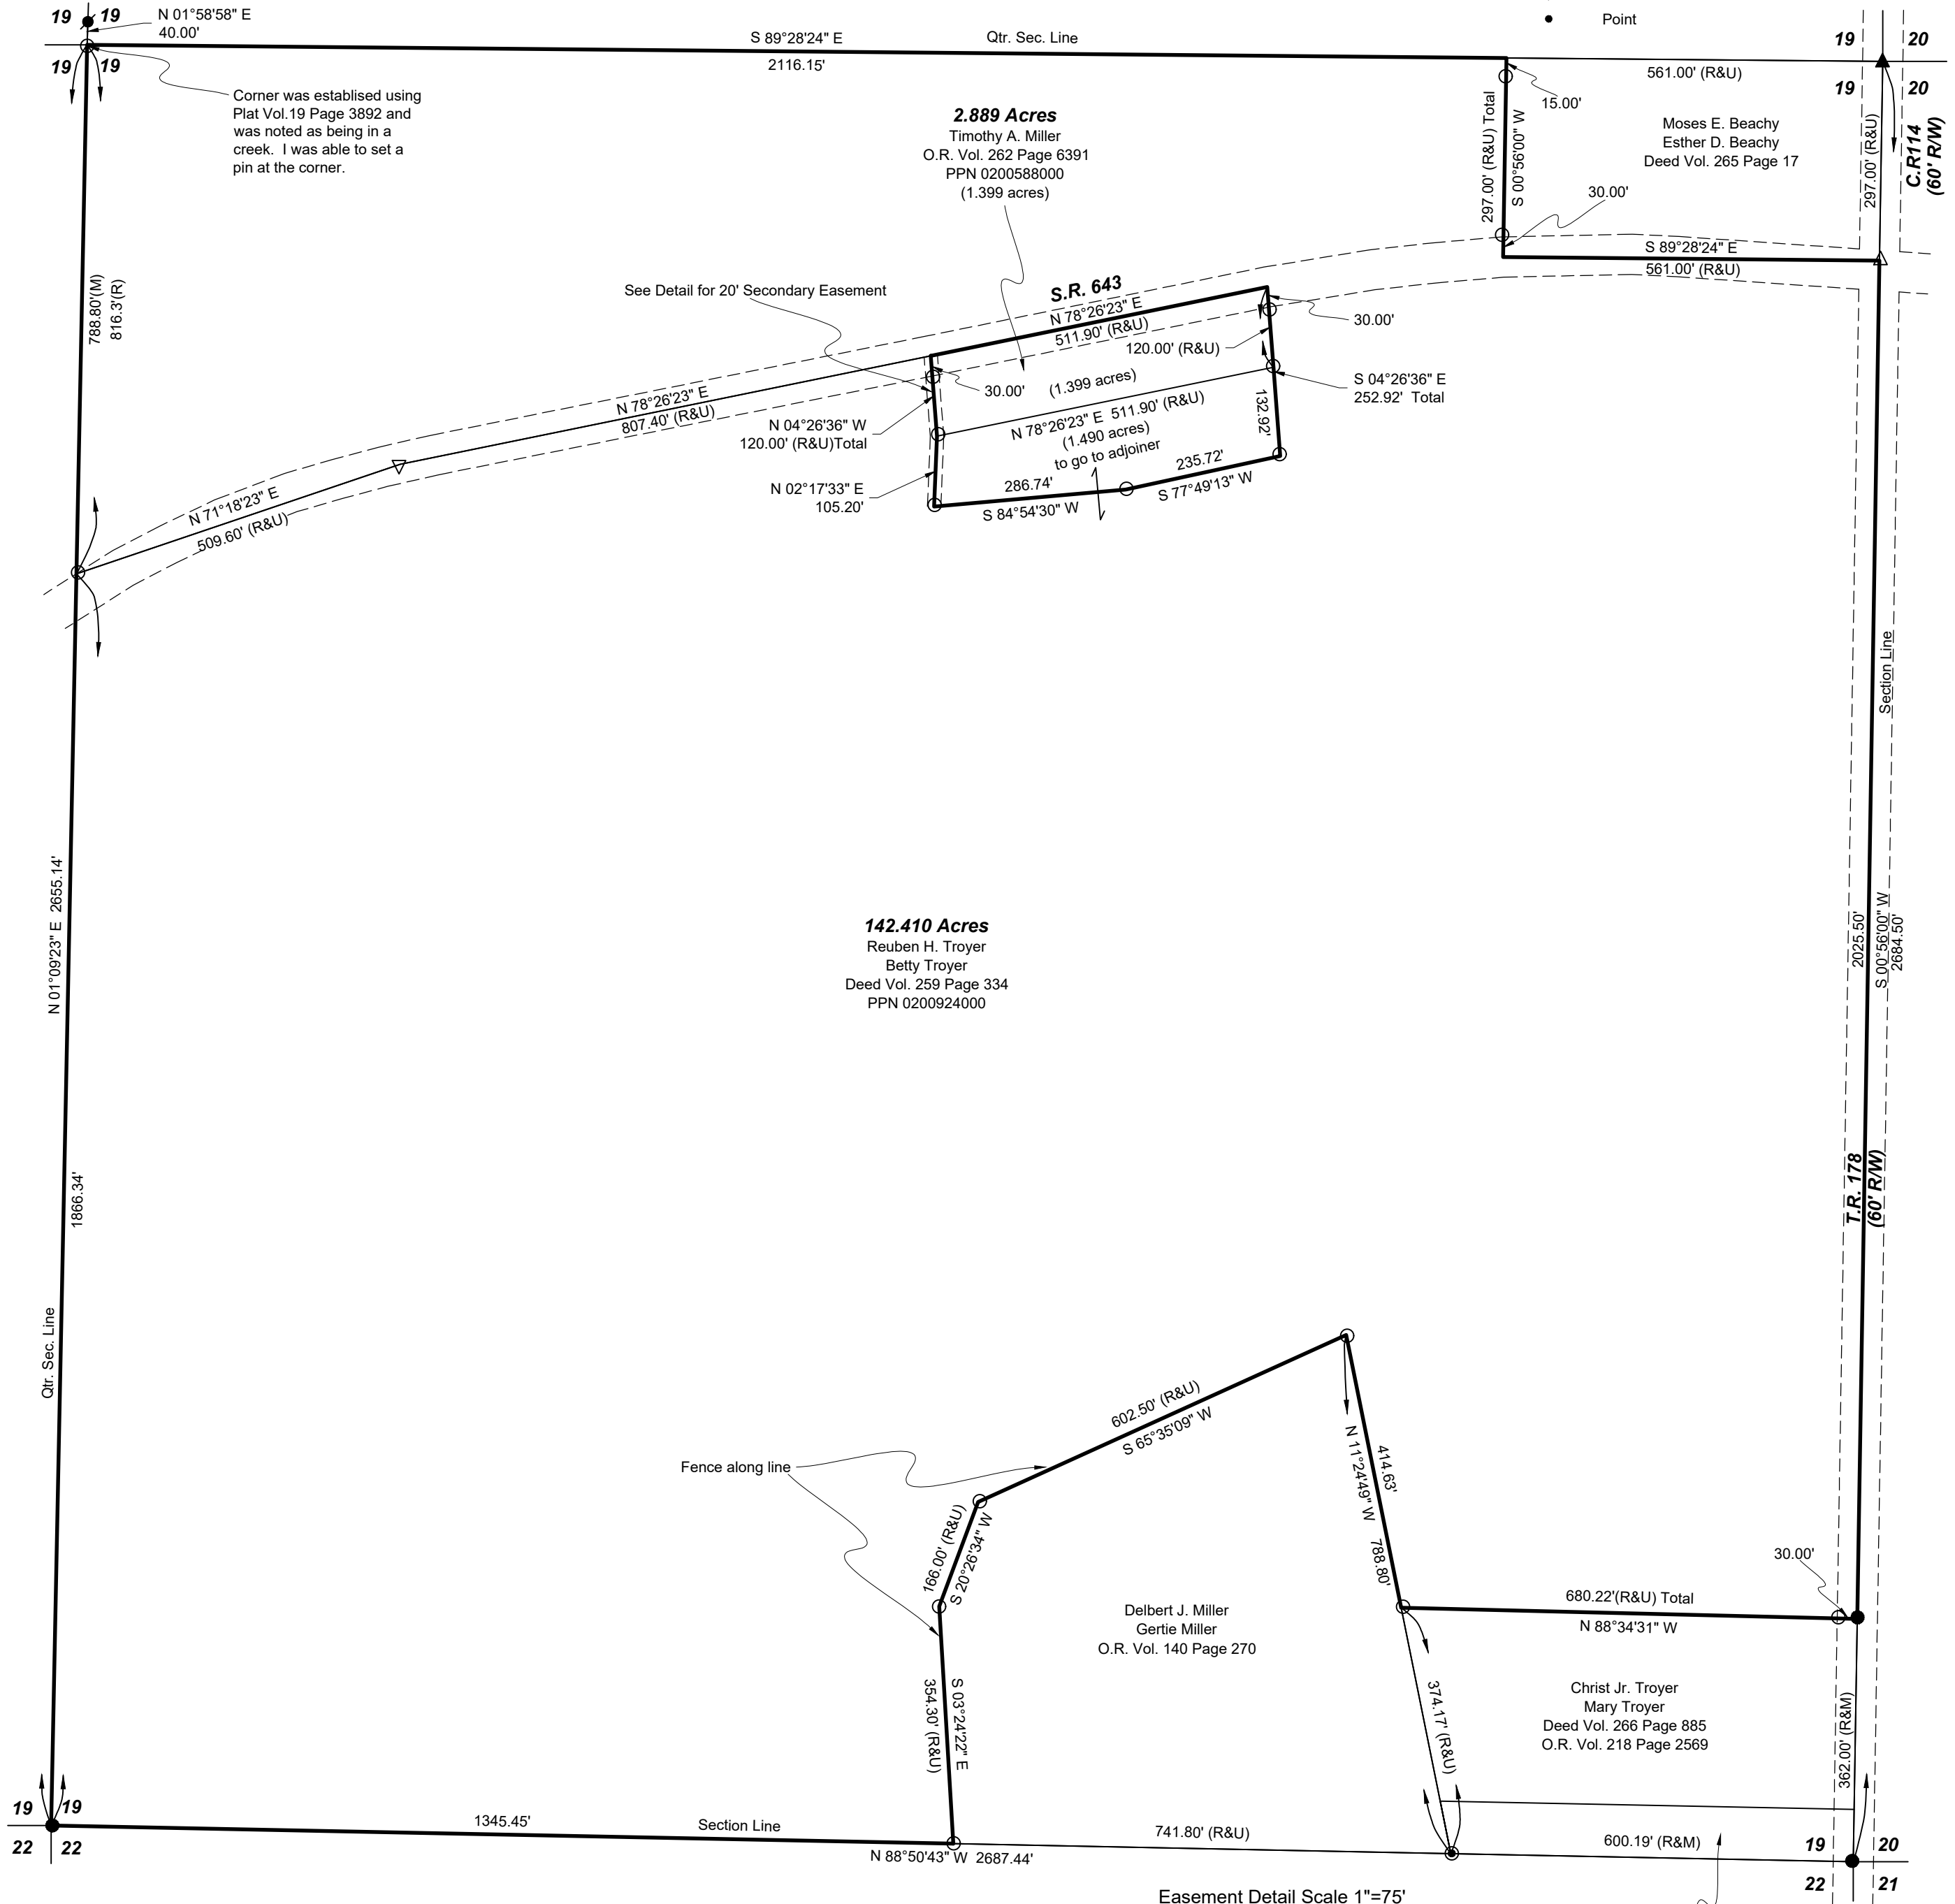 19 19
N 01°58'58" E
40.00'
19 19
Corner was establised using
Plat Vol.19 Page 3892 and
was noted as being in a
creek. I was able to set a
pin at the corner.
S 89°28'24" E
Qtr. Sec. Line
2116.15'
Point
19 20
19 20
561.00' (R&U)
15.00'
297.00' (R&U) Total
S 00°56'00" W
Moses E. Beachy
Esther D. Beachy
Deed Vol. 265 Page 17
297.00' (R&U)
C.R114
(60' R/W)
30.00'
S 89°28'24" E
561.00' (R&U)
2.889 Acres
Timothy A. Miller
O.R. Vol. 262 Page 6391
PPN 0200588000
(1.399 acres)
See Detail for 20' Secondary Easement
S.R. 643
N 78°26'23" E
511.90' (R&U)
30.00'
120.00' (R&U)
30.00'
(1.399 acres)
S 04°26'36" E
252.92' Total
N 78°26'23" E
807.40' (R&U)
N 04°26'36" W
120.00' (R&U)Total
N 78°26'23" E 511.90' (R&U)
(1.490 acres)
to go to adjoiner
132.92'
N 02°17'33" E
105.20'
286.74'
S 84°54'30" W
235.72'
S 77°49'13" W
788.80'(M)
816.3'(R)
N 71°18'23" E
509.60' (R&U)
Section Line
N 01°09'23" E 2655.14'
142.410 Acres
Reuben H. Troyer
Betty Troyer
Deed Vol. 259 Page 334
PPN 0200924000
2025.50'
S 00°56'00" W
2684.50'
1866.34'
T.R. 178
(60' R/W)
Qtr. Sec. Line
602.50' (R&U)
S 65°35'09" W
Fence along line
166.00' (R&U)
S 20°26'34" W
414.63'
N 11°24'49" W 788.80'
30.00'
680.22'(R&U) Total
N 88°34'31" W
Delbert J. Miller
Gertie Miller
O.R. Vol. 140 Page 270
354.30' (R&U)
S 03°24'22" E
374.17' (R&U)
Christ Jr. Troyer
Mary Troyer
Deed Vol. 266 Page 885
O.R. Vol. 218 Page 2569
362.00' (R&M)
19 19
22 22
1345.45'
Section Line
741.80' (R&U)
600.19' (R&M)
N 88°50'43" W 2687.44'
19 20
22 21
Easement Detail Scale 1"=75'